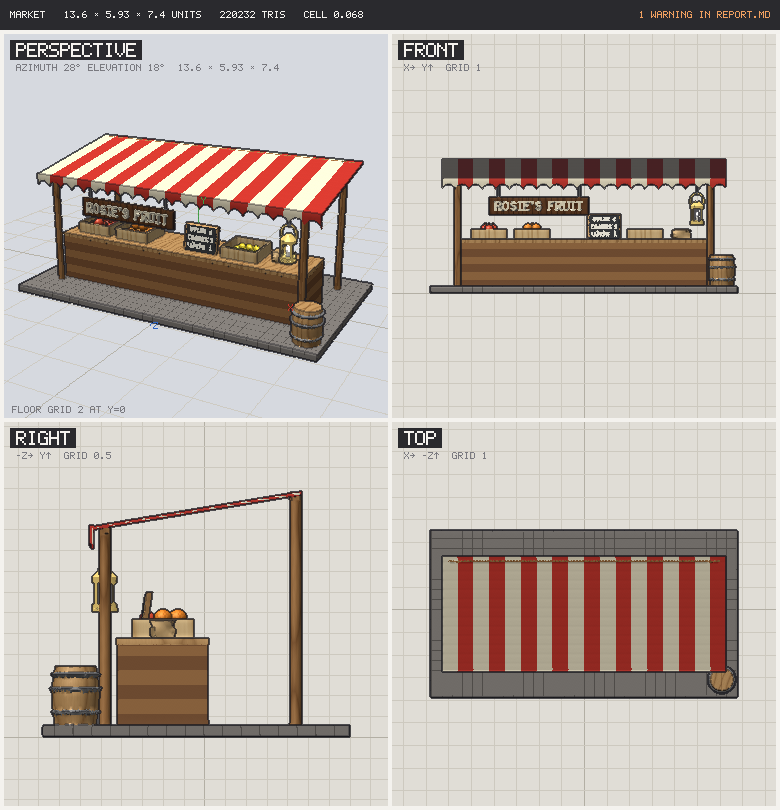 MARKET 13.6 × 5.93 × 7.4 UNITS 220232 TRIS CELL 0.068 1 WARNING IN REPORT.MD
PERSPECTIVE
AZIMUTH 28° ELEVATION 18° 13.6 × 5.93 × 7.4
ROSIE'S FRUIT
Z
FLOOR GRID 2 AT Y=0
FRONT
X→ Y↑ GRID 1
ROSIE'S FRUIT
RIGHT
-Z→ Y↑ GRID 0.5
TOP
X→ -Z↑ GRID 1